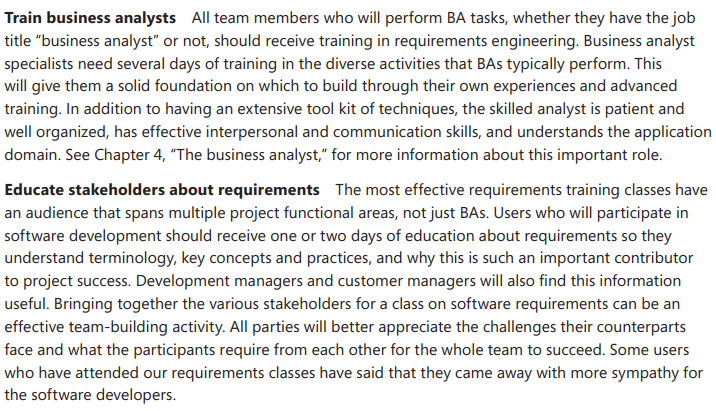 Train business analysts All team members who will perform BA tasks, whether they have the job
title “business analyst” or not, should receive training in requirements engineering. Business analyst
specialists need several days of training in the diverse activities that BAs typically perform. This
will give them a solid foundation on which to build through their own experiences and advanced
training. In addition to having an extensive tool kit of techniques, the skilled analyst is patient and
well organized, has effective interpersonal and communication skills, and understands the application
domain. See Chapter 4, “The business analyst,” for more information about this important role.
Educate stakeholders about requirements The most effective requirements training classes have
an audience that spans multiple project functional areas, not just BAs. Users who will participate in
software development should receive one or two days of education about requirements so they
understand terminology, key concepts and practices, and why this is such an important contributor
to project success. Development managers and customer managers will also find this information
useful. Bringing together the various stakeholders for a class on software requirements can be an
effective team-building activity. All parties will better appreciate the challenges their counterparts
face and what the participants require from each other for the whole team to succeed. Some users
who have attended our requirements classes have said that they came away with more sympathy for
the software developers.